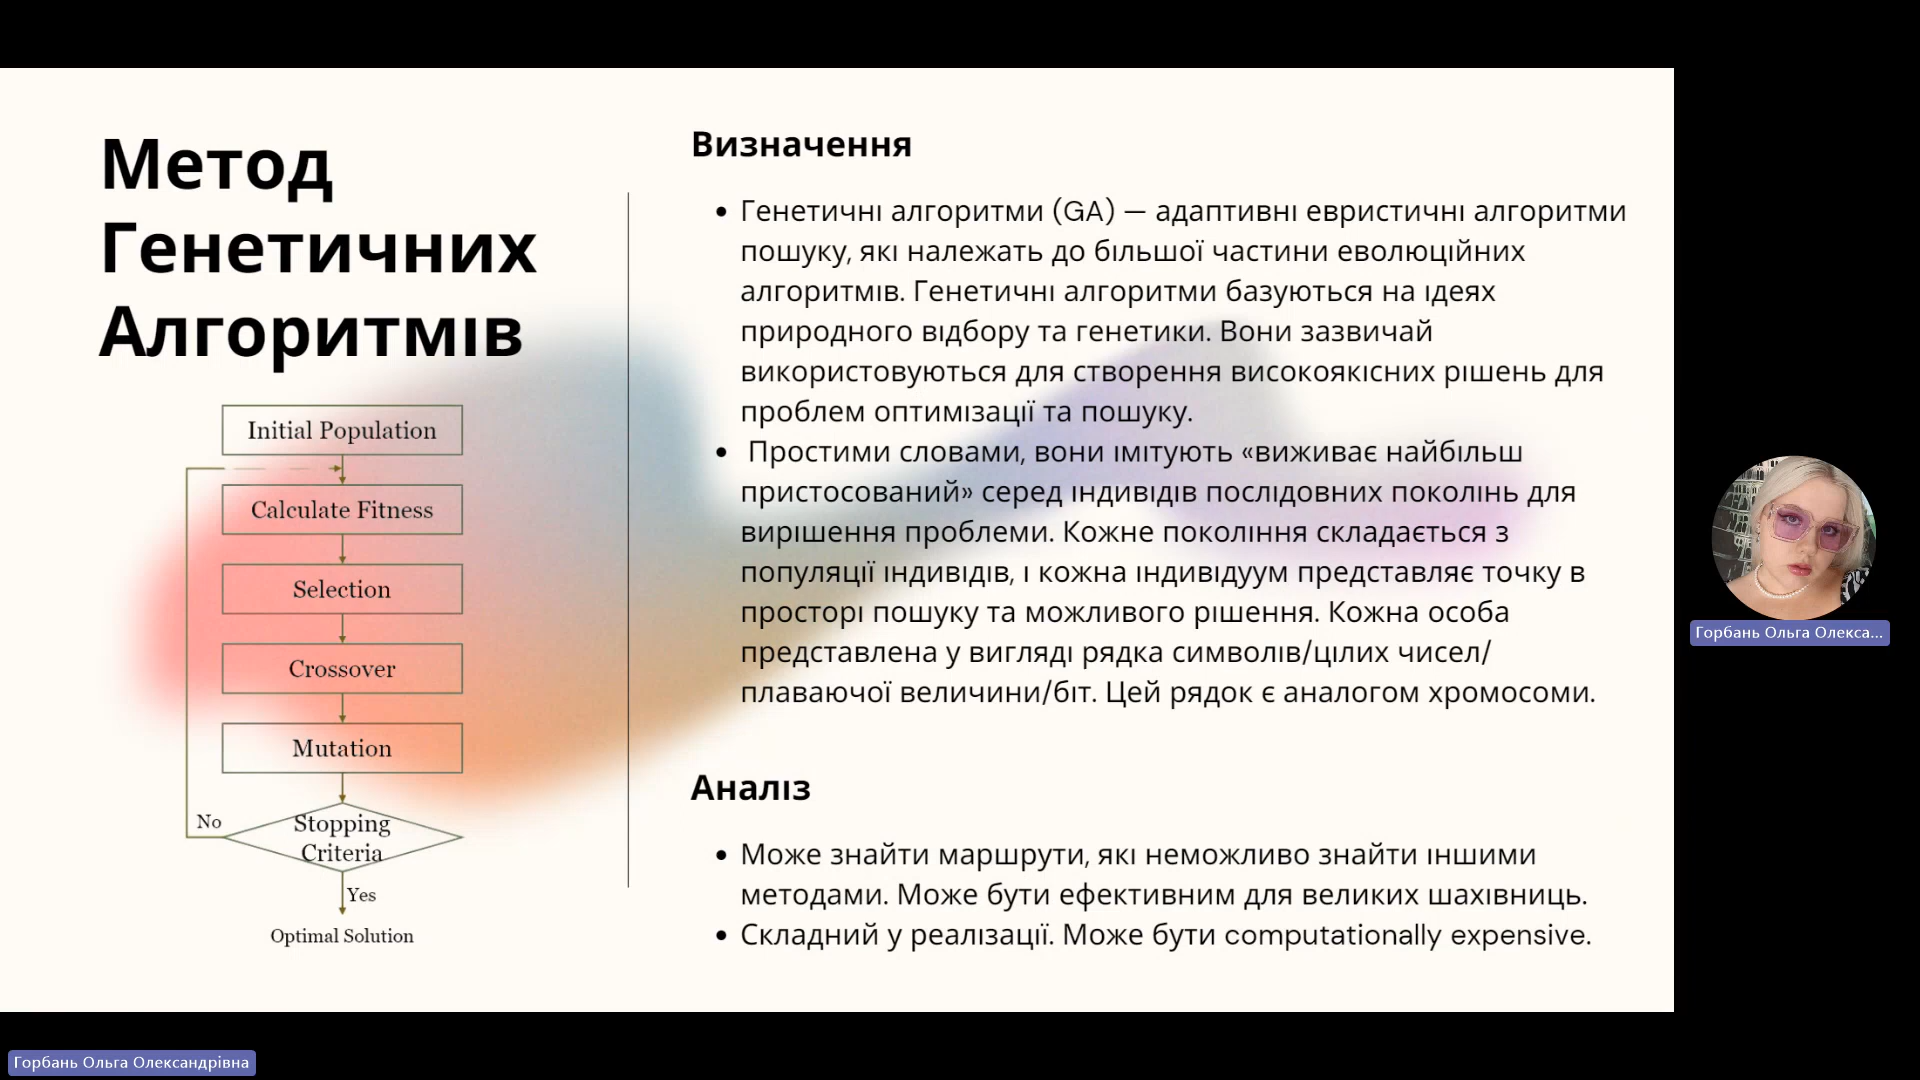 Метод
Генетичних
Алгоритмів
Initial Population
Calculate Fitness
Selection
Crossover
Mutation
Stopping
Criteria
No
Yes
Optimal Solution
Визначення
• Генетичні алгоритми (GA) — адаптивні евристичні алгоритми
пошуку, які належать до більшої частини еволюційних
алгоритмів. Генетичні алгоритми базуються на ідеях
природного відбору та генетики. Вони зазвичай
використовуються для створення високоякісних рішень для
проблем оптимізації та пошуку.
• Простими словами, вони імітують «виживає найбільш
пристосований» серед індивідів послідовних поколінь для
вирішення проблеми. Кожне покоління складається з
популяції індивідів, і кожна індивідуум представляє точку в
просторі пошуку та можливого рішення. Кожна особа
представлена у вигляді рядка символів/цілих чисел/
плаваючої величини/біт. Цей рядок є аналогом хромосоми.
Аналіз
• Може знайти маршрути, які неможливо знайти іншими
методами. Може бути ефективним для великих шахівниць.
• Складний у реалізації. Може бути computationally expensive.
Горбань Ольга Олекса...
Горбань Ольга Олександрівна